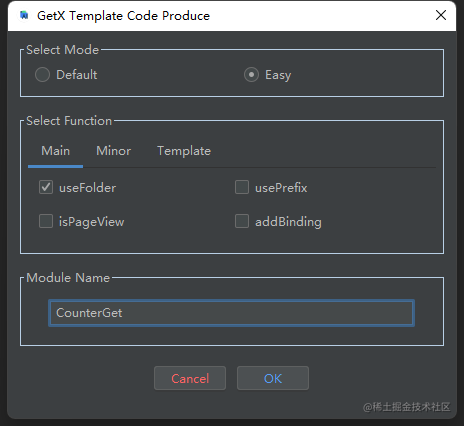 GetX Template Code Produce
Select Mode
Default Easy
Select Function
Main Minor Template
useFolder usePrefix
isPageView addBinding
Module Name
CounterGet
Cancel OK
@稀土掘金技术社区